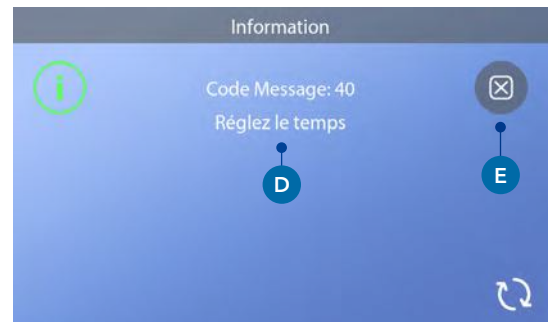 Information
Code Message: 40
Réglez le temps
D
E